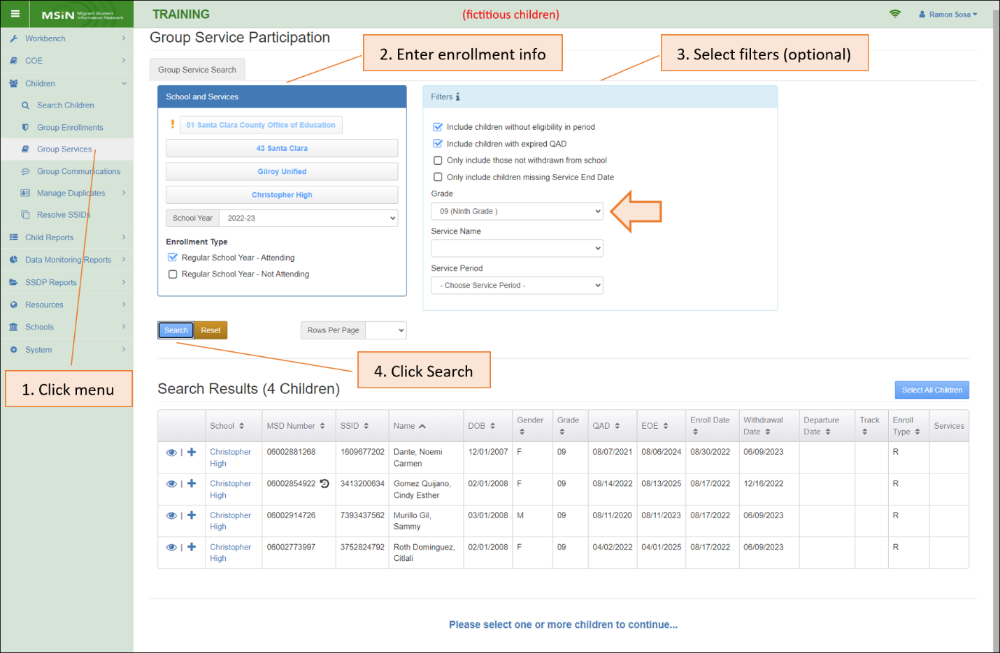 MSiN Migrant Student
Information Network
TRAINING
(fictitious children)
Ramon Sosa
Workbench
COE
Children
Search Children
Group Enrollments
Group Services
Group Communications
Manage Duplicates
Resolve SSIDs
Child Reports
Data Monitoring Reports
SSDP Reports
Resources
Schools
System
1. Click menu
Group Service Participation
2. Enter enrollment info
3. Select filters (optional)
Group Service Search
School and Services
! 01 Santa Clara County Office of Education
43 Santa Clara
Gilroy Unified
Christopher High
School Year 2022-23
Enrollment Type
Regular School Year - Attending
Regular School Year - Not Attending
Filters i
Include children without eligibility in period
Include children with expired QAD
Only include those not withdrawn from school
Only include children missing Service End Date
Grade
09 (Ninth Grade )
Service Name
Service Period
- Choose Service Period -
Search Reset Rows Per Page
4. Click Search
Search Results (4 Children)
Select All Children
School MSD Number SSID Name DOB Gender Grade QAD EOE Enroll Date Withdrawal Date Departure Date Track Enroll Type Services
| Christopher High 06002881268 1609677202 Dante, Noemi Carmen 12/01/2007 F 09 08/07/2021 08/06/2024 08/30/2022 06/09/2023 R
| Christopher High 06002854922 3413200634 Gomez Quijano, Cindy Esther 02/01/2008 F 09 08/14/2022 08/13/2025 08/17/2022 12/16/2022 R
| Christopher High 06002914726 7393437562 Murillo Gil, Sammy 03/01/2008 M 09 08/11/2020 08/11/2023 08/17/2022 06/09/2023 R
| Christopher High 06002773997 3752824792 Roth Dominguez, Citlali 02/01/2008 F 09 04/02/2022 04/01/2025 08/17/2022 06/09/2023 R
Please select one or more children to continue...